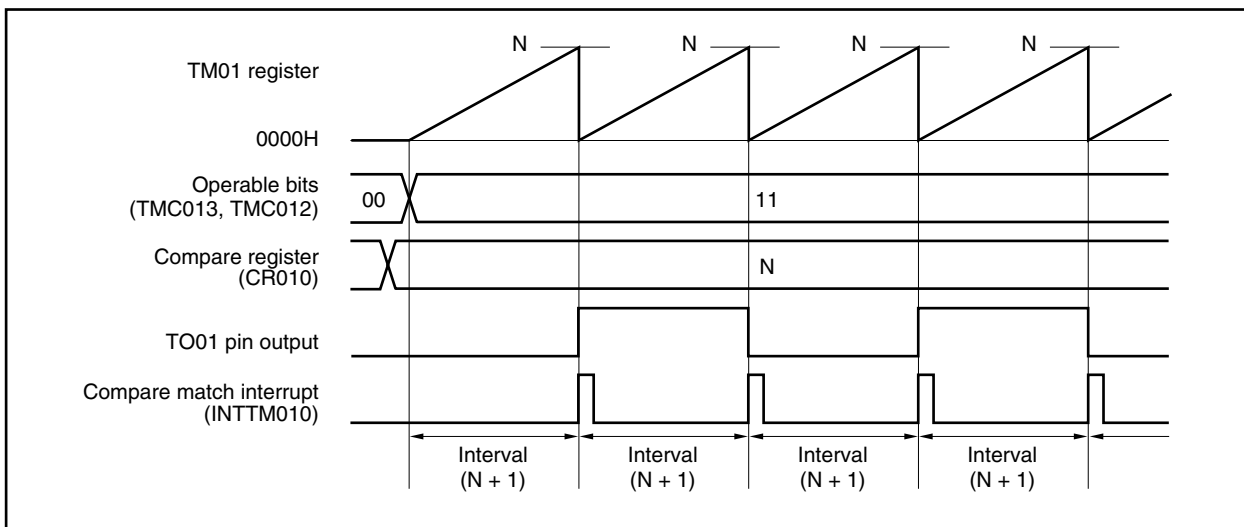 N N N N
TM01 register
0000H
Operable bits
(TMC013, TMC012)
00 11
Compare register
(CR010)
N
TO01 pin output
Compare match interrupt
(INTTM010)
Interval Interval Interval Interval
(N + 1) (N + 1) (N + 1) (N + 1)